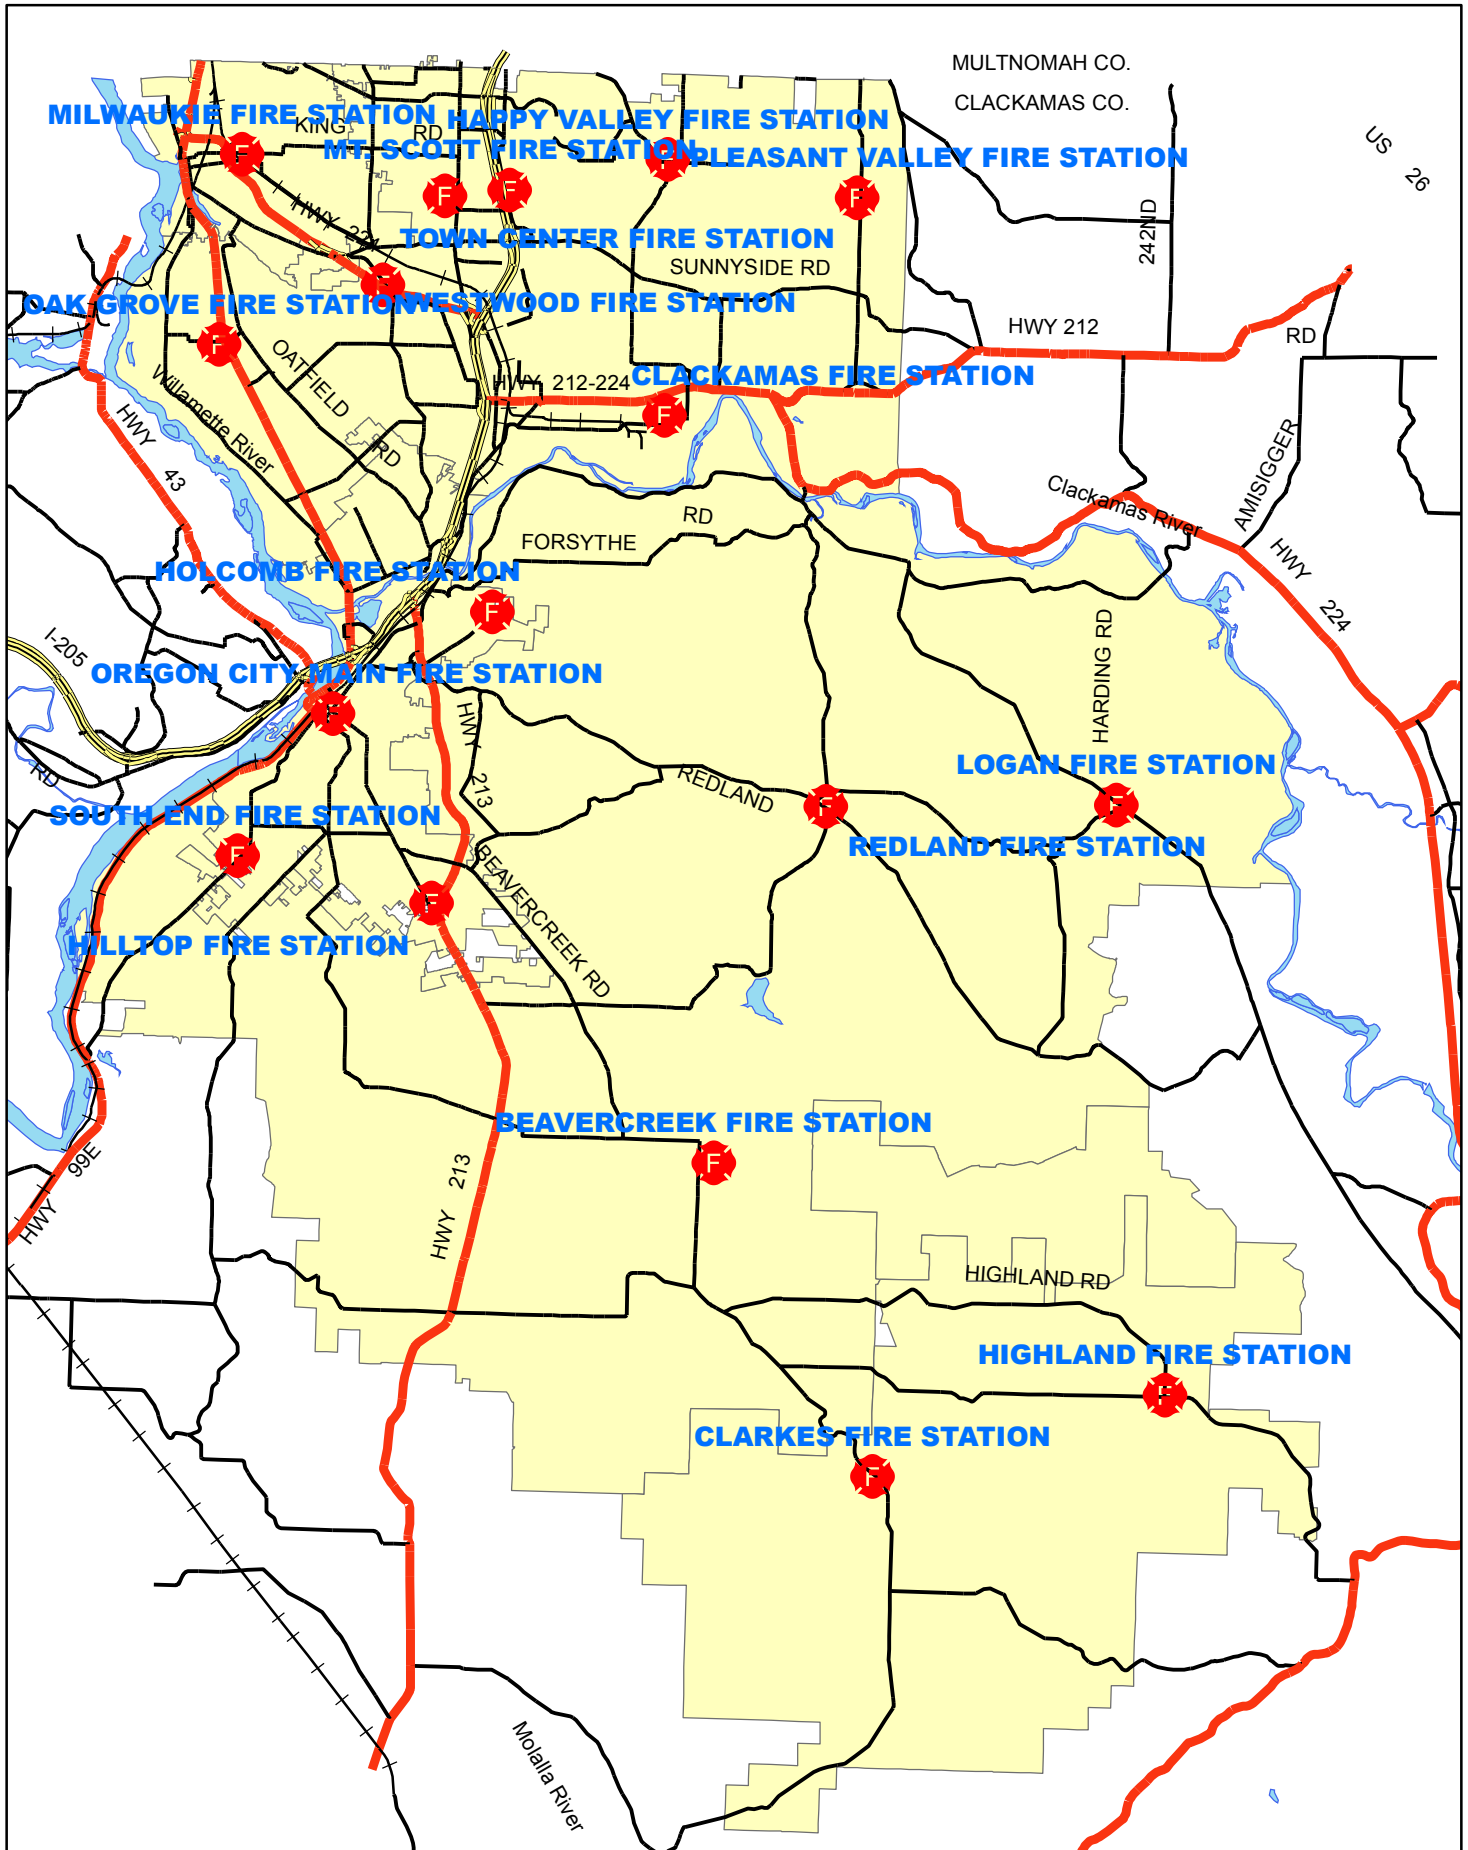 MULTNOMAH CO.
CLACKAMAS CO.
US 26
MILWAUKIE FIRE STATION
HAPPY VALLEY FIRE STATION
KING RD
MT. SCOTT FIRE STATION
PLEASANT VALLEY FIRE STATION
F
F
F
F
F
HWY 224
242ND
TOWN CENTER FIRE STATION
SUNNYSIDE RD
F
OAK GROVE FIRE STATION
WESTWOOD FIRE STATION
HWY 212
RD
F
OATFIELD RD
Willamette River
HWY 212-224
CLACKAMAS FIRE STATION
F
HWY 43
AMISIGGER
Clackamas River
FORSYTHE RD
HWY 224
HOLCOMB FIRE STATION
F
I-205
HARDING RD
OREGON CITY MAIN FIRE STATION
F
HWY 213
RD
REDLAND
LOGAN FIRE STATION
F
F
SOUTH END FIRE STATION
REDLAND FIRE STATION
F
BEAVERCREEK RD
F
HILLTOP FIRE STATION
BEAVERCREEK FIRE STATION
F
HWY 99E
HWY 213
HIGHLAND RD
HIGHLAND FIRE STATION
F
CLARKES FIRE STATION
F
Molalla River